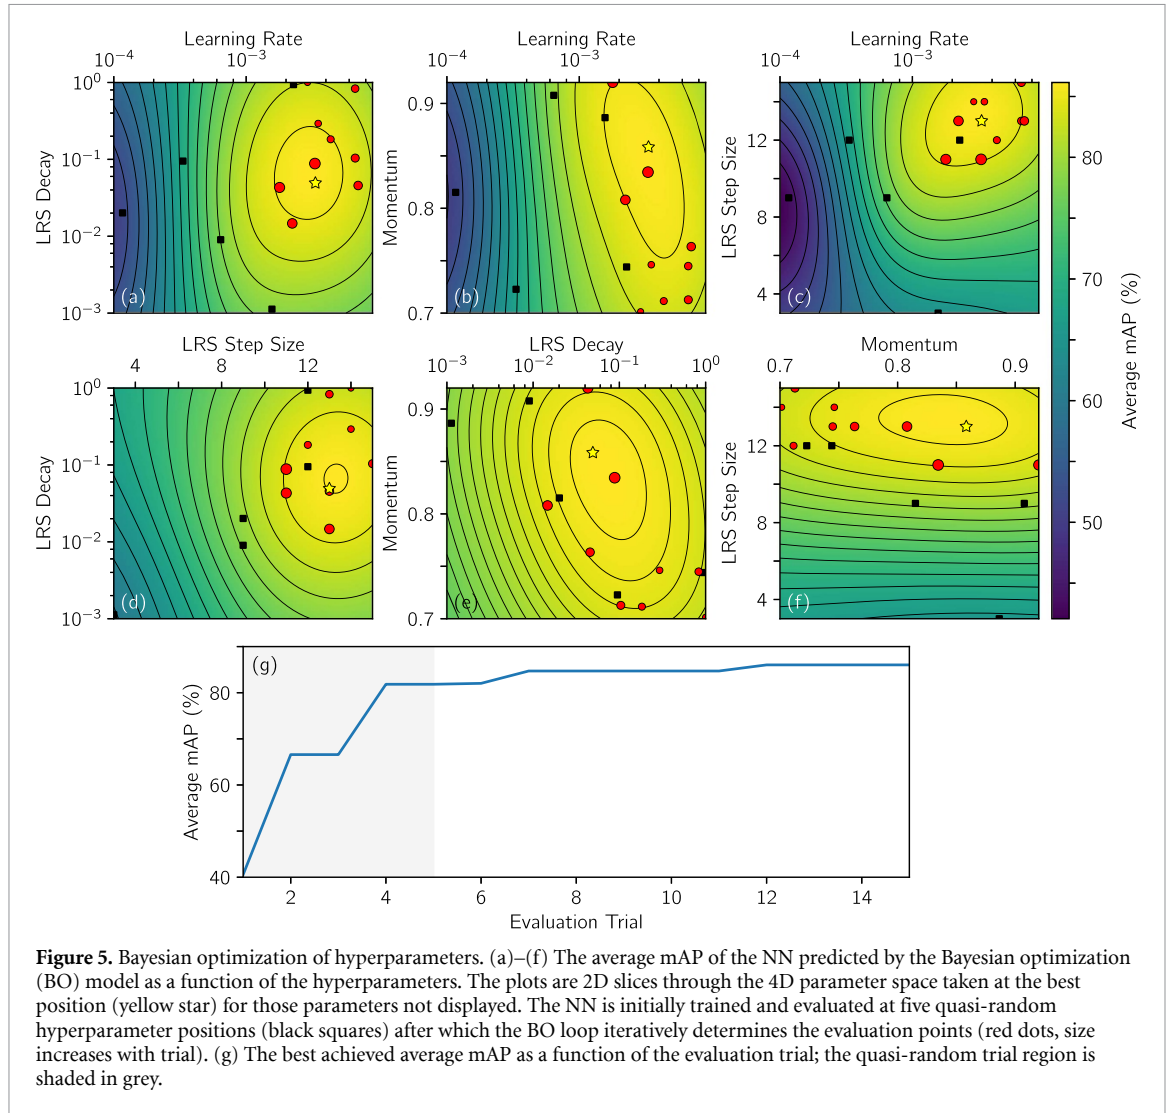 Learning Rate Learning Rate Learning Rate
10⁻⁴ 10⁻³ 10⁻⁴ 10⁻³ 10⁻⁴ 10⁻³
10⁰
10⁻¹
10⁻²
10⁻³
LRS Decay
(a)
0.9
0.8
0.7
Momentum
(b)
12
8
4
LRS Step Size
(c)
80
70
60
50
Average mAP (%)
LRS Step Size LRS Decay Momentum
4 8 12 10⁻³ 10⁻² 10⁻¹ 10⁰ 0.7 0.8 0.9
10⁰
10⁻¹
10⁻²
10⁻³
LRS Decay
(d)
0.9
0.8
0.7
Momentum
(e)
12
8
4
LRS Step Size
(f)
(g)
80
60
40
Average mAP (%)
2 4 6 8 10 12 14
Evaluation Trial
Figure 5. Bayesian optimization of hyperparameters. (a)–(f) The average mAP of the NN predicted by the Bayesian optimization
(BO) model as a function of the hyperparameters. The plots are 2D slices through the 4D parameter space taken at the best
position (yellow star) for those parameters not displayed. The NN is initially trained and evaluated at five quasi-random
hyperparameter positions (black squares) after which the BO loop iteratively determines the evaluation points (red dots, size
increases with trial). (g) The best achieved average mAP as a function of the evaluation trial; the quasi-random trial region is
shaded in grey.